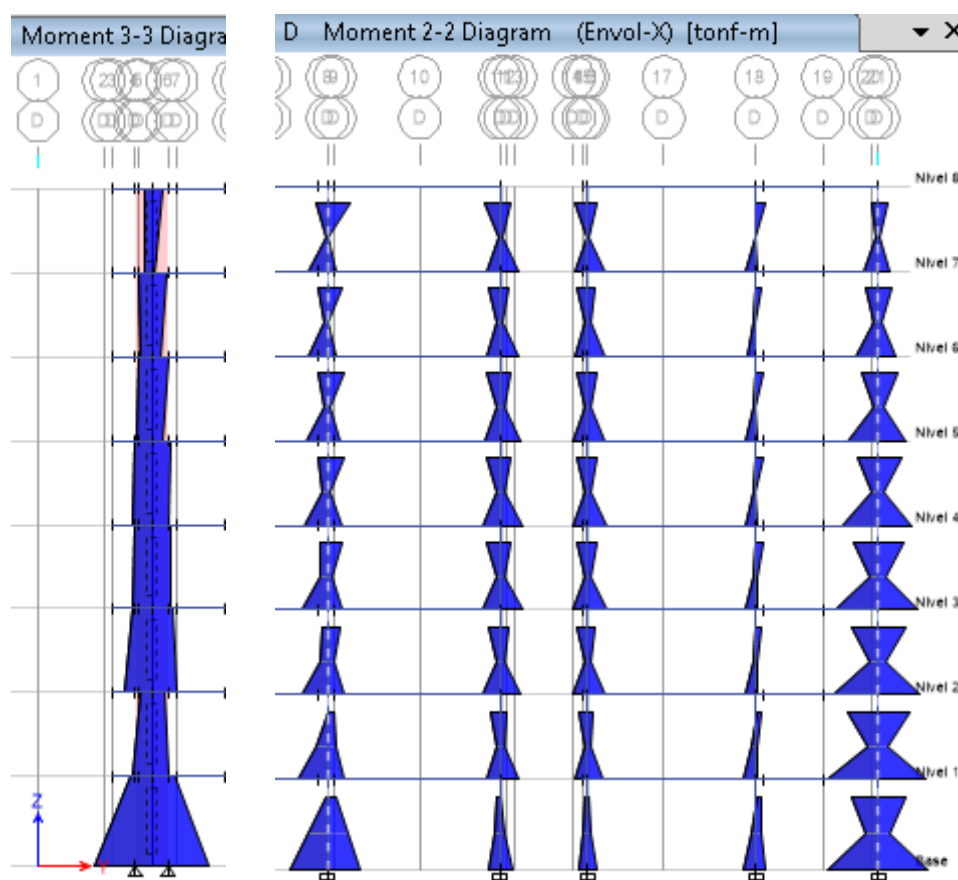 Moment 3-3 Diagra
D Moment 2-2 Diagram (Envol-X) [tonf-m]
1
10 17 18 19
D D D D D
Nivel 8
Nivel 7
Nivel 6
Nivel 5
Nivel 4
Nivel 3
Nivel 2
Nivel 1
Base
Z
Y